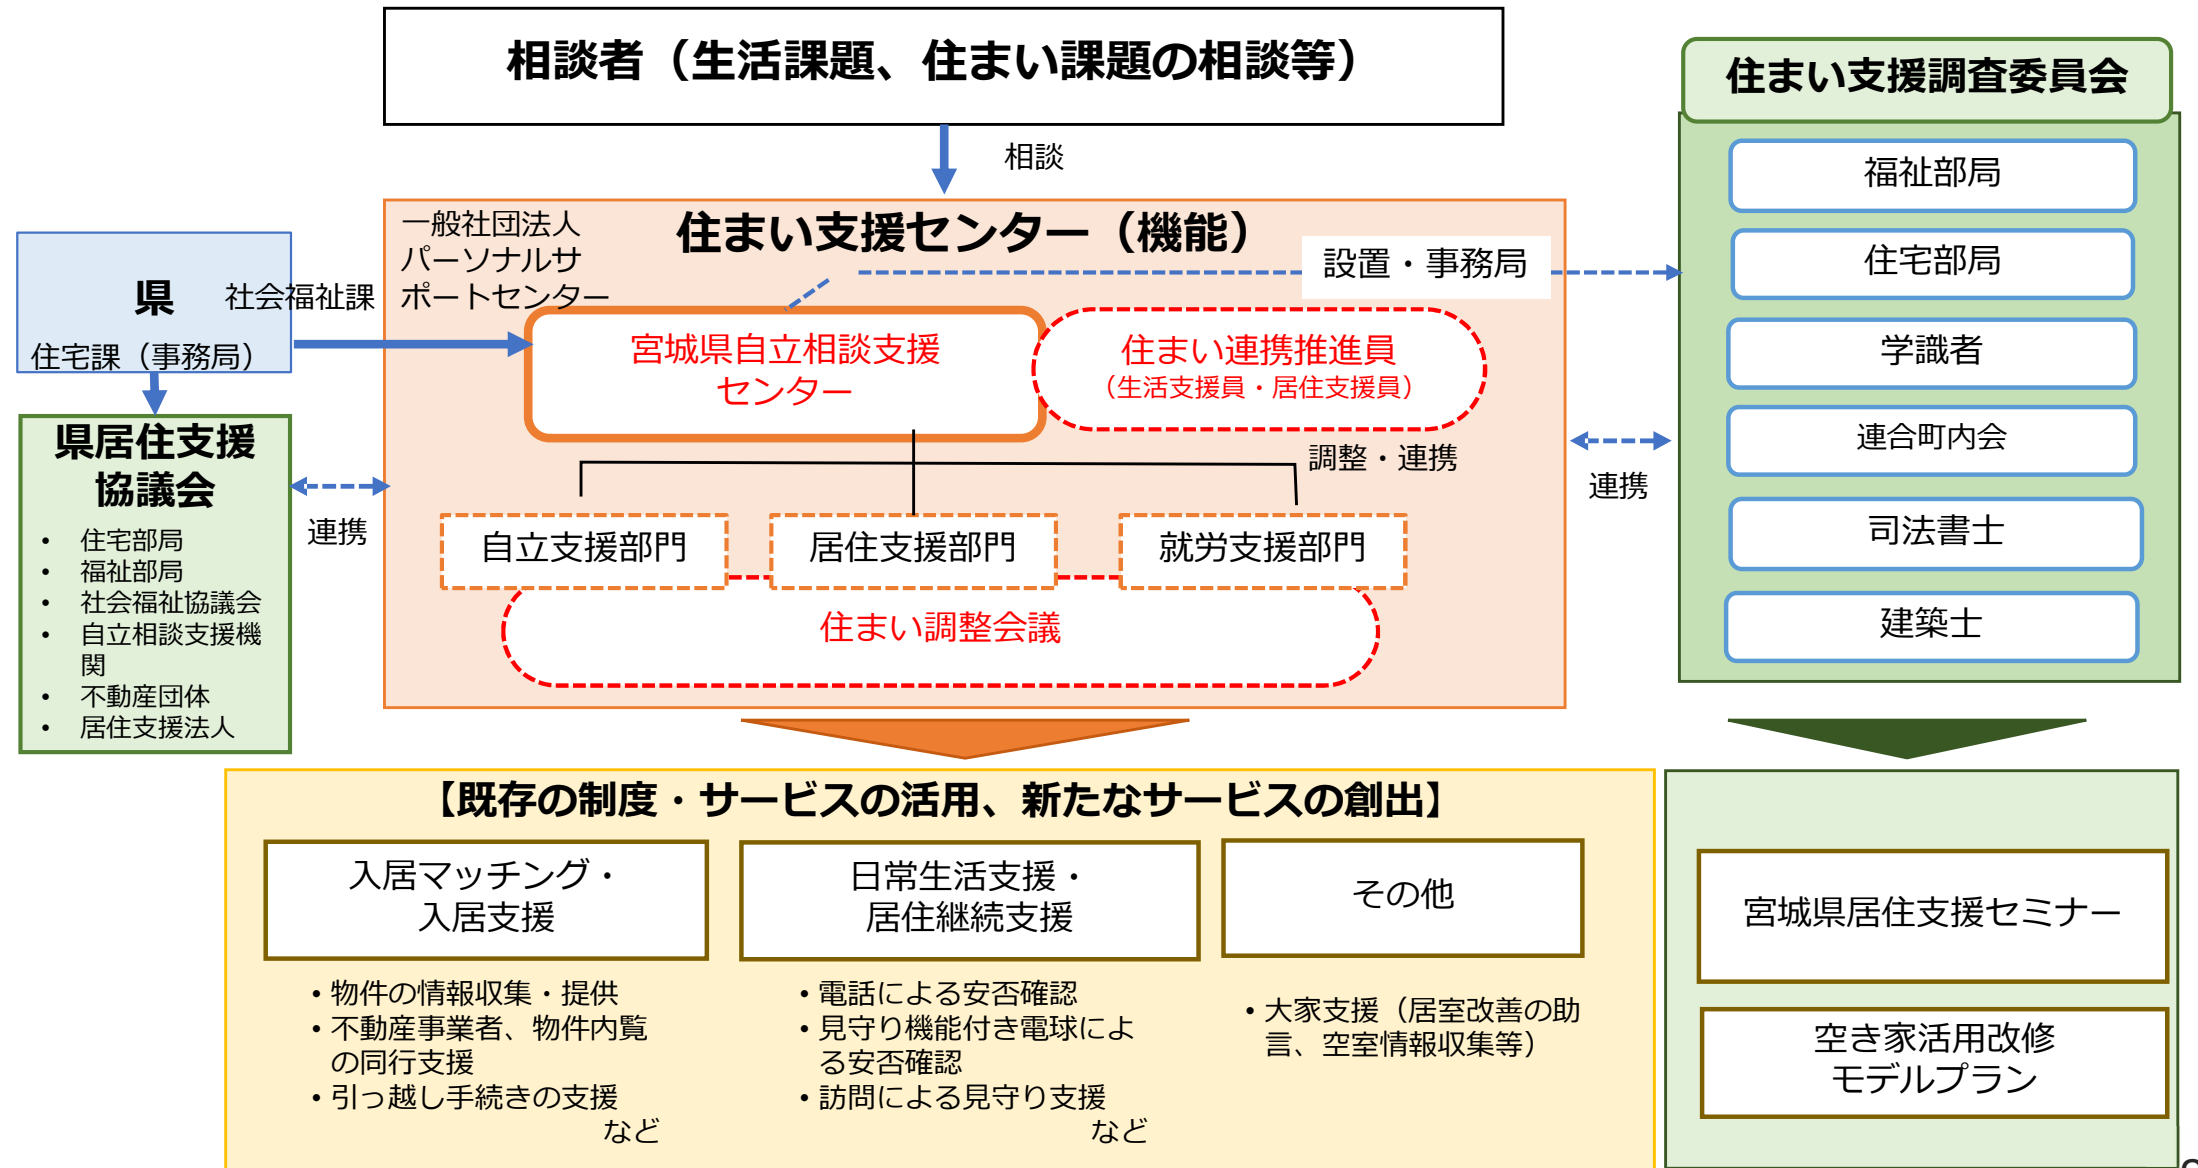 相談者（生活課題、住まい課題の相談等）
相談
県
社会福祉課
住宅課（事務局）
県居住支援
協議会
• 住宅部局
• 福祉部局
• 社会福祉協議会
• 自立相談支援機
関
• 不動産団体
• 居住支援法人
連携
一般社団法人
パーソナルサ
ポートセンター
住まい支援センター（機能）
設置・事務局
宮城県自立相談支援
センター
住まい連携推進員
（生活支援員・居住支援員）
調整・連携
自立支援部門
居住支援部門
就労支援部門
住まい調整会議
連携
住まい支援調査委員会
福祉部局
住宅部局
学識者
連合町内会
司法書士
建築士
【既存の制度・サービスの活用、新たなサービスの創出】
入居マッチング・
入居支援
• 物件の情報収集・提供
• 不動産事業者、物件内覧
の同行支援
• 引っ越し手続きの支援
など
日常生活支援・
居住継続支援
• 電話による安否確認
• 見守り機能付き電球によ
る安否確認
• 訪問による見守り支援
など
その他
• 大家支援（居室改善の助
言、空室情報収集等）
宮城県居住支援セミナー
空き家活用改修
モデルプラン